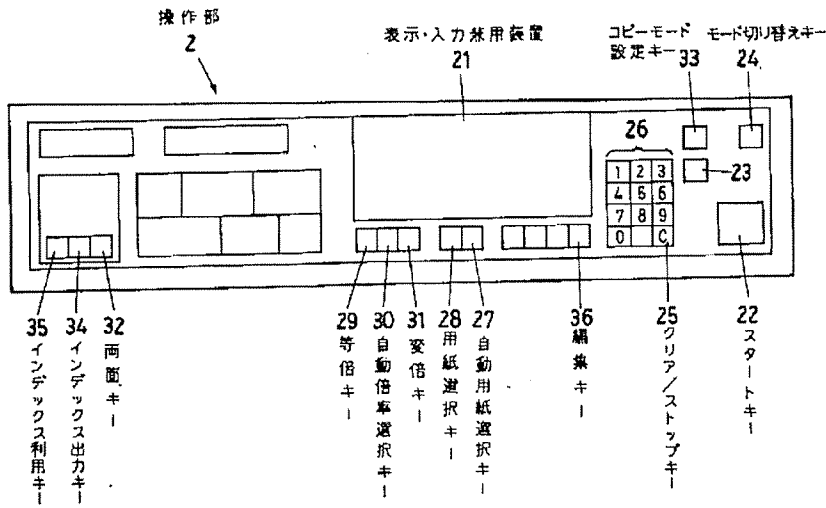 操作部
2
表示・入力兼用装置
21
コピーモード
設定キー
33
モード切り替えキー
24
26
1 2 3
4 5 6
7 8 9
0 C
23
35
インデックス利用キー
34
インデックス出力キー
32
両面キー
29
等倍キー
30
自動倍率選択キー
31
変倍キー
28
用紙選択キー
27
自動用紙選択キー
36
編集キー
25
クリア/ストップキー
22
スタートキー